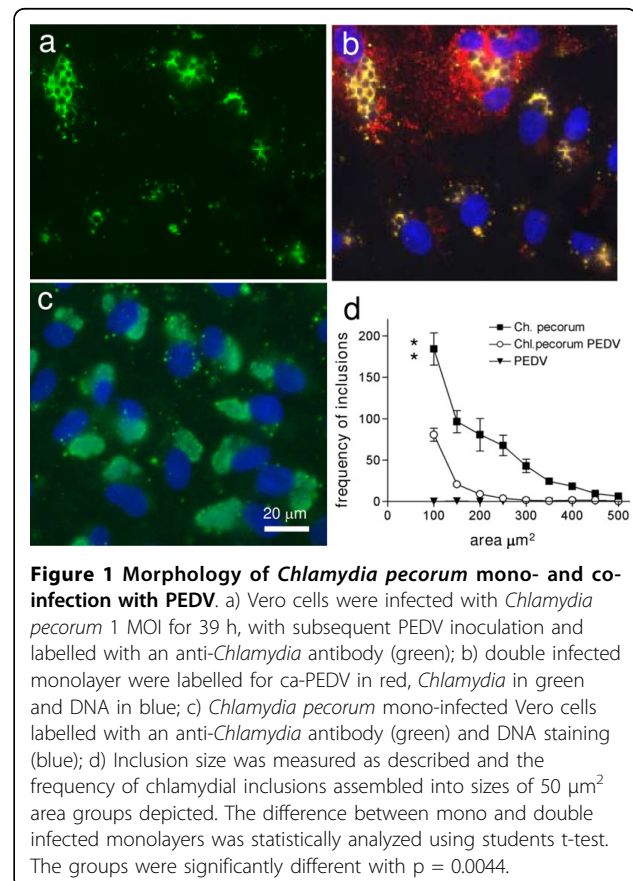 a
b
c
20 µm
d
Ch. pecorum
Chl.pecorum PEDV
PEDV
*
*
frequency of inclusions
200
150
100
50
0
0 100 200 300 400 500
area µm²
Figure 1 Morphology of Chlamydia pecorum mono- and co-
infection with PEDV. a) Vero cells were infected with Chlamydia
pecorum 1 MOI for 39 h, with subsequent PEDV inoculation and
labelled with an anti-Chlamydia antibody (green); b) double infected
monolayer were labelled for ca-PEDV in red, Chlamydia in green
and DNA in blue; c) Chlamydia pecorum mono-infected Vero cells
labelled with an anti-Chlamydia antibody (green) and DNA staining
(blue); d) Inclusion size was measured as described and the
frequency of chlamydial inclusions assembled into sizes of 50 µm²
area groups depicted. The difference between mono and double
infected monolayers was statistically analyzed using students t-test.
The groups were significantly different with p = 0.0044.